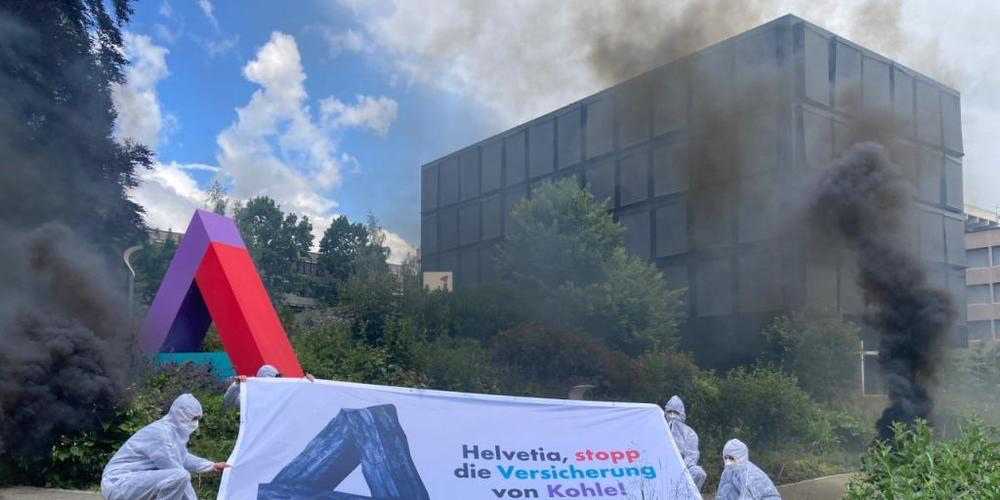 Helvetia, stopp
die Versicherung
von Kohle!